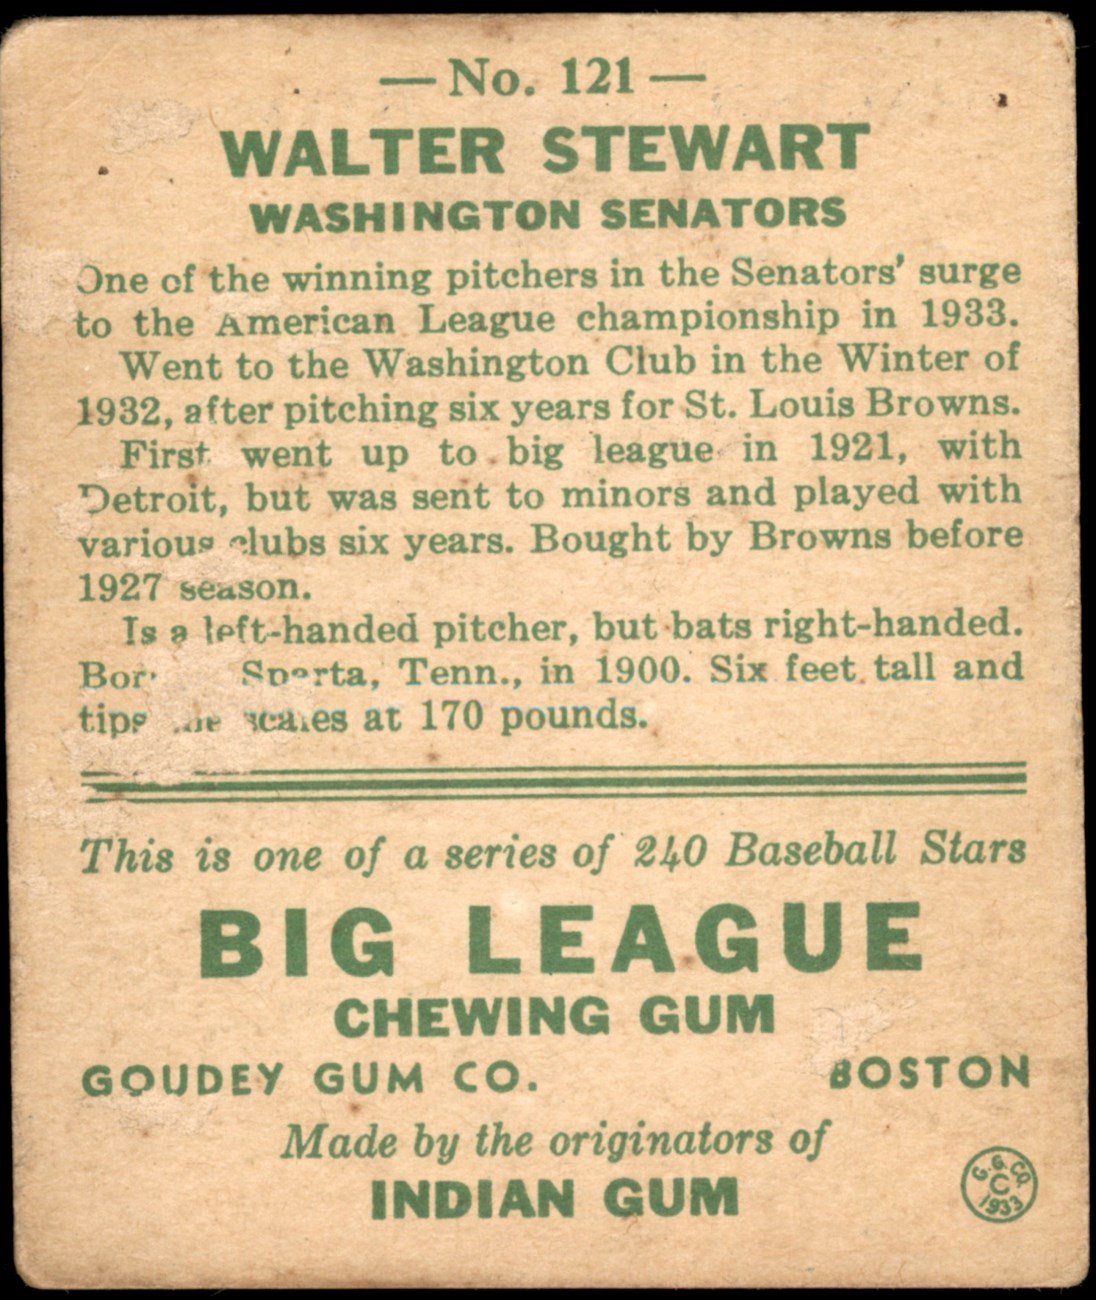 — No. 121 —
WALTER STEWART
WASHINGTON SENATORS
One of the winning pitchers in the Senators' surge
to the American League championship in 1933.
Went to the Washington Club in the Winter of
1932, after pitching six years for St. Louis Browns.
First went up to big league in 1921, with
Detroit, but was sent to minors and played with
various clubs six years. Bought by Browns before
1927 season.
Is a left-handed pitcher, but bats right-handed.
Sparta, Tenn., in 1900. Six feet tall and
tips the scales at 170 pounds.
This is one of a series of 240 Baseball Stars
BIG LEAGUE
CHEWING GUM
GOUDEY GUM CO. BOSTON
Made by the originators of
INDIAN GUM
G. G. CO.
C
1933